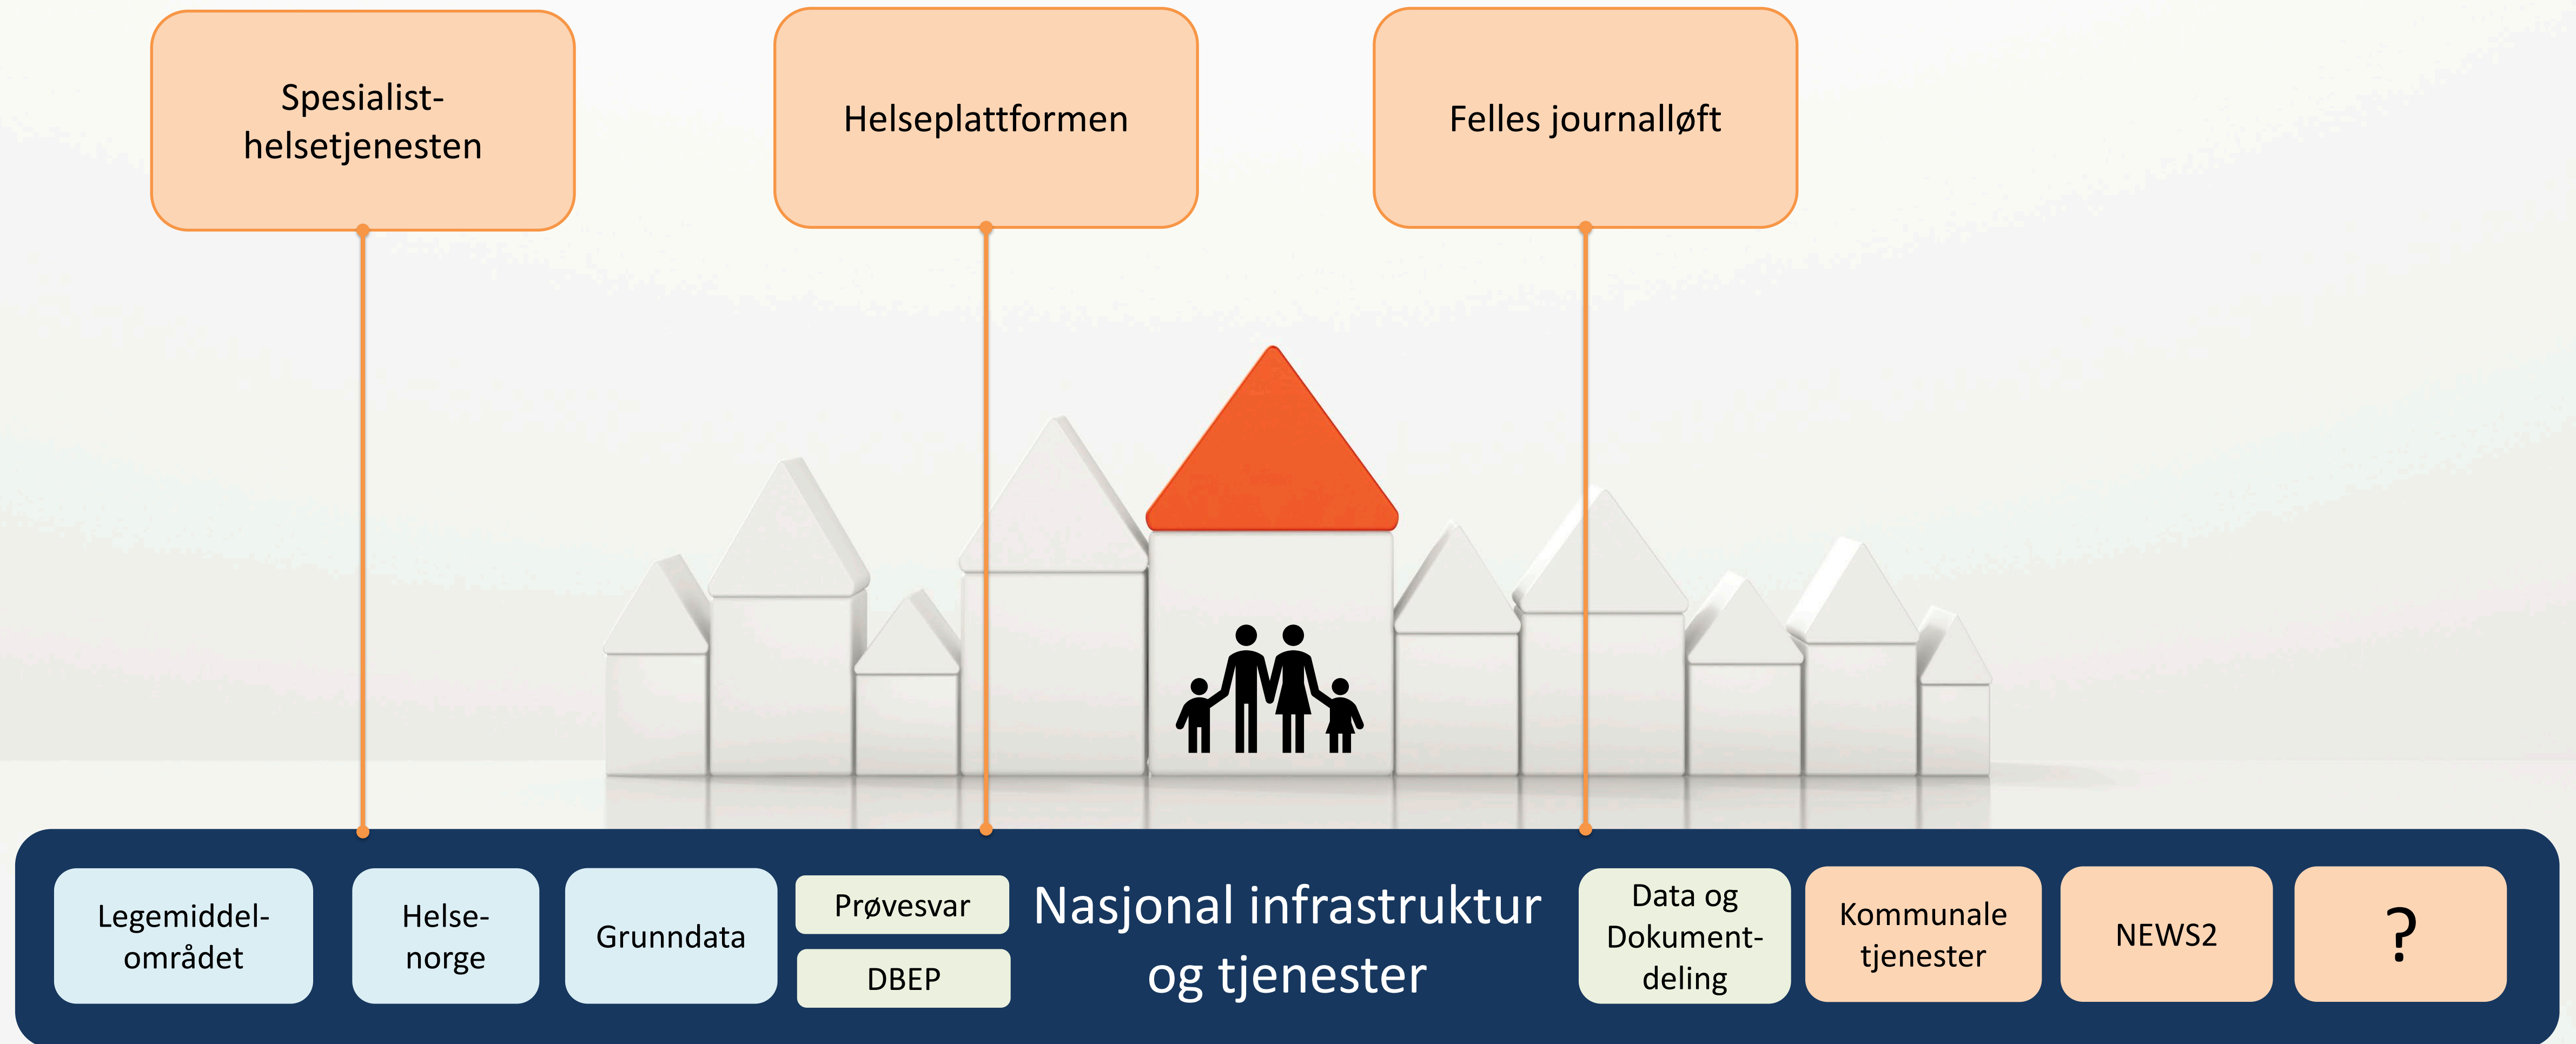 Spesialist-
helsetjenesten
Helseplattformen
Felles journalløft
Legemiddel-
området
Helse-
norge
Grunndata
Prøvesvar
DBEP
Nasjonal infrastruktur
og tjenester
Data og
Dokument-
deling
Kommunale
tjenester
NEWS2
?